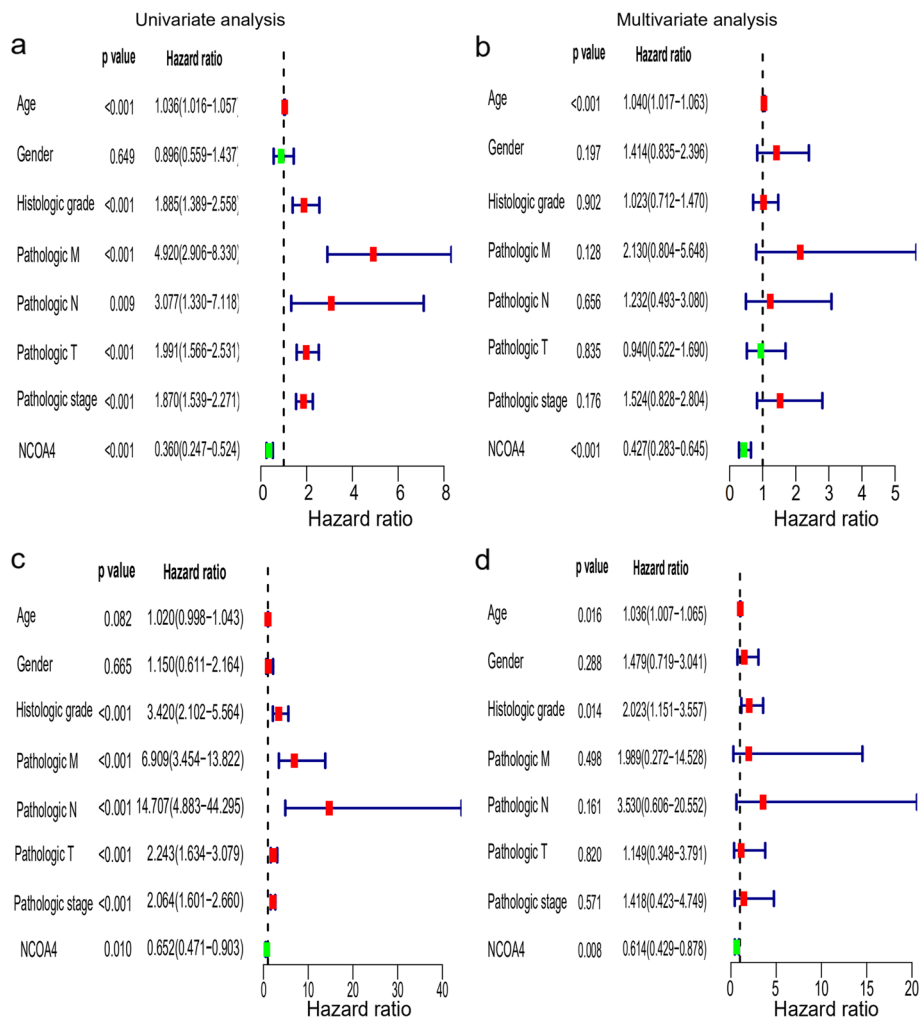 Univariate analysis
Multivariate analysis
a
p value Hazard ratio
Age <0.001 1.036(1.016−1.057)
Gender 0.649 0.896(0.559−1.437)
Histologic grade <0.001 1.885(1.389−2.558)
Pathologic M <0.001 4.920(2.906−8.330)
Pathologic N 0.009 3.077(1.330−7.118)
Pathologic T <0.001 1.991(1.566−2.531)
Pathologic stage <0.001 1.870(1.539−2.271)
NCOA4 <0.001 0.360(0.247−0.524)
0 2 4 6 8
Hazard ratio
b
p value Hazard ratio
Age <0.001 1.040(1.017−1.063)
Gender 0.197 1.414(0.835−2.396)
Histologic grade 0.902 1.023(0.712−1.470)
Pathologic M 0.128 2.130(0.804−5.648)
Pathologic N 0.656 1.232(0.493−3.080)
Pathologic T 0.835 0.940(0.522−1.690)
Pathologic stage 0.176 1.524(0.828−2.804)
NCOA4 <0.001 0.427(0.283−0.645)
0 1 2 3 4 5
Hazard ratio
c
p value Hazard ratio
Age 0.082 1.020(0.998−1.043)
Gender 0.665 1.150(0.611−2.164)
Histologic grade <0.001 3.420(2.102−5.564)
Pathologic M <0.001 6.909(3.454−13.822)
Pathologic N <0.001 14.707(4.883−44.295)
Pathologic T <0.001 2.243(1.634−3.079)
Pathologic stage <0.001 2.064(1.601−2.660)
NCOA4 0.010 0.652(0.471−0.903)
0 10 20 30 40
Hazard ratio
d
p value Hazard ratio
Age 0.016 1.036(1.007−1.065)
Gender 0.288 1.479(0.719−3.041)
Histologic grade 0.014 2.023(1.151−3.557)
Pathologic M 0.498 1.989(0.272−14.528)
Pathologic N 0.161 3.530(0.606−20.552)
Pathologic T 0.820 1.149(0.348−3.791)
Pathologic stage 0.571 1.418(0.423−4.749)
NCOA4 0.008 0.614(0.429−0.878)
0 5 10 15 20
Hazard ratio